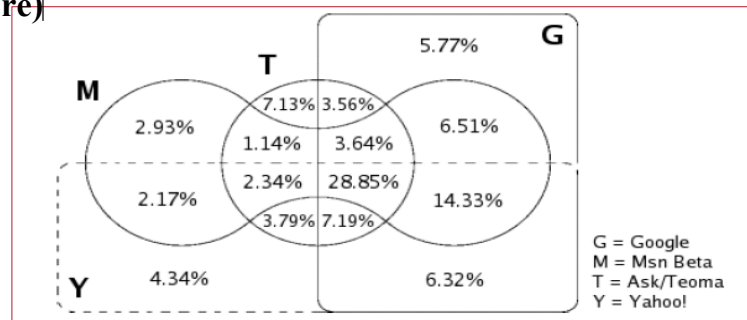 re)
5.77% G
T
M
7.13% 3.56%
2.93% 6.51%
1.14% 3.64%
2.34% 28.85%
2.17% 14.33%
3.79% 7.19%
4.34% 6.32%
Y
G = Google
M = Msn Beta
T = Ask/Teoma
Y = Yahoo!